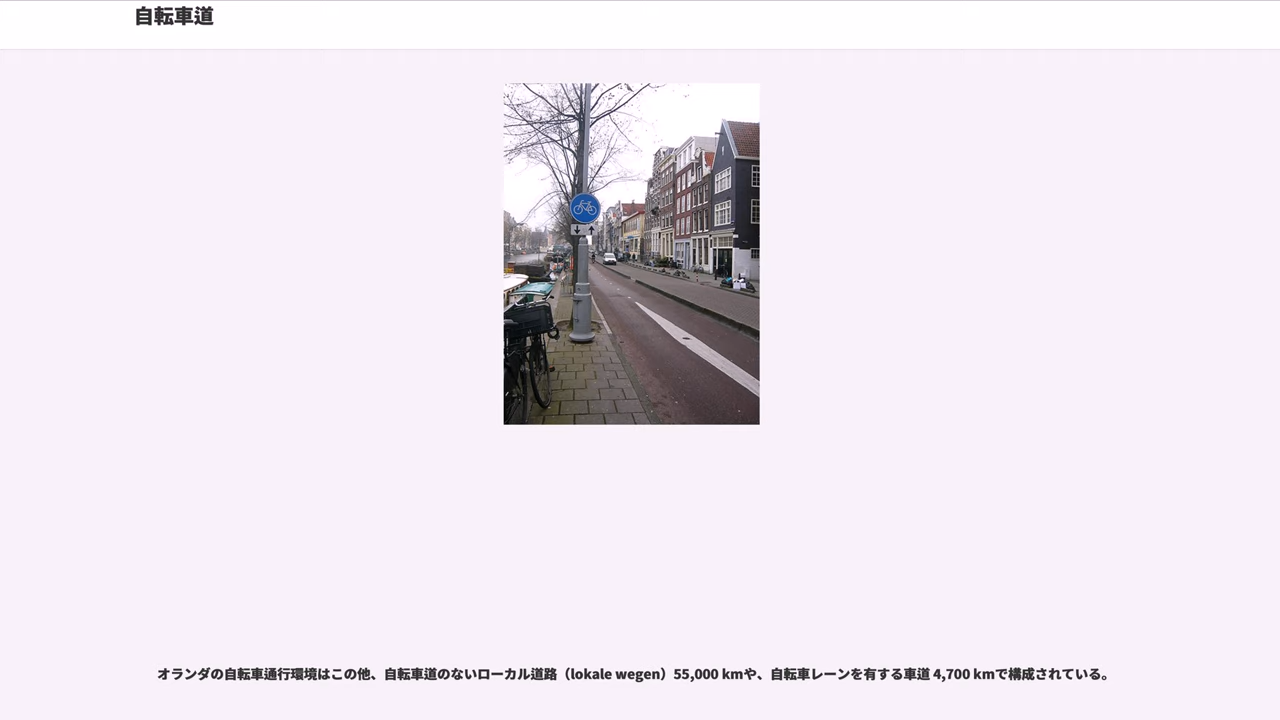 自転車道
オランダの自転車通行環境はこの他、自転車道のないローカル道路（lokale wegen）55,000 kmや、自転車レーンを有する車道 4,700 kmで構成されている。